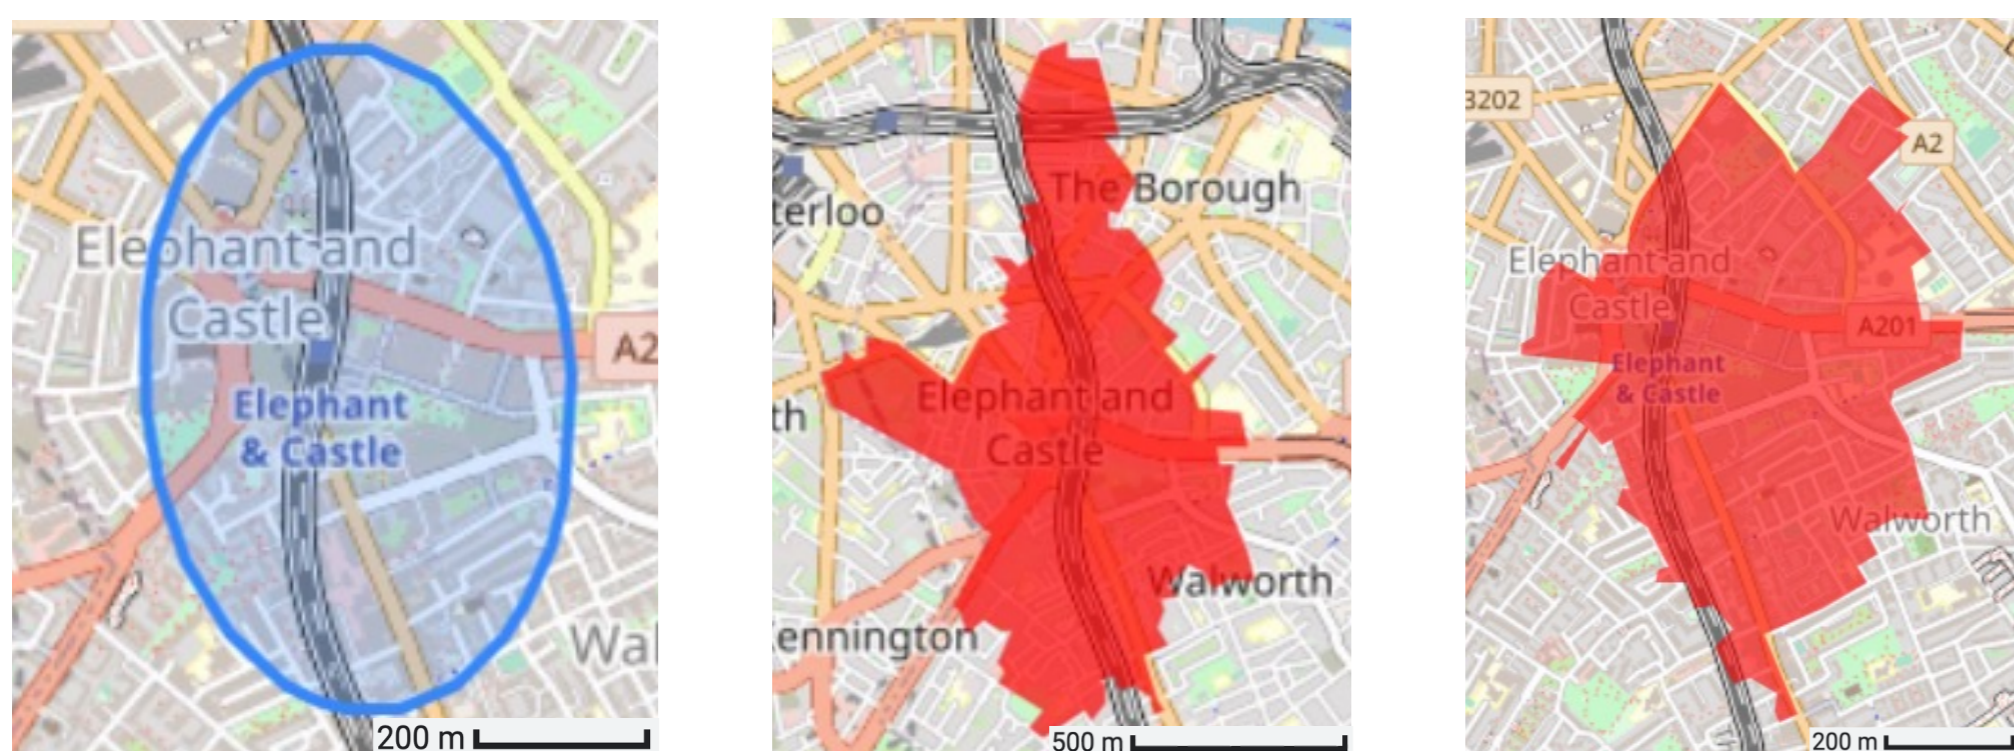 Elephant and
Castle
A2
Elephant
& Castle
Wal
200 m
The Borough
terloo
Elephant and
th
Castle
Walworth
ennington
500 m
3202
A2
Elephant and
Castle
A201
Elephant
& Castle
Walworth
200 m